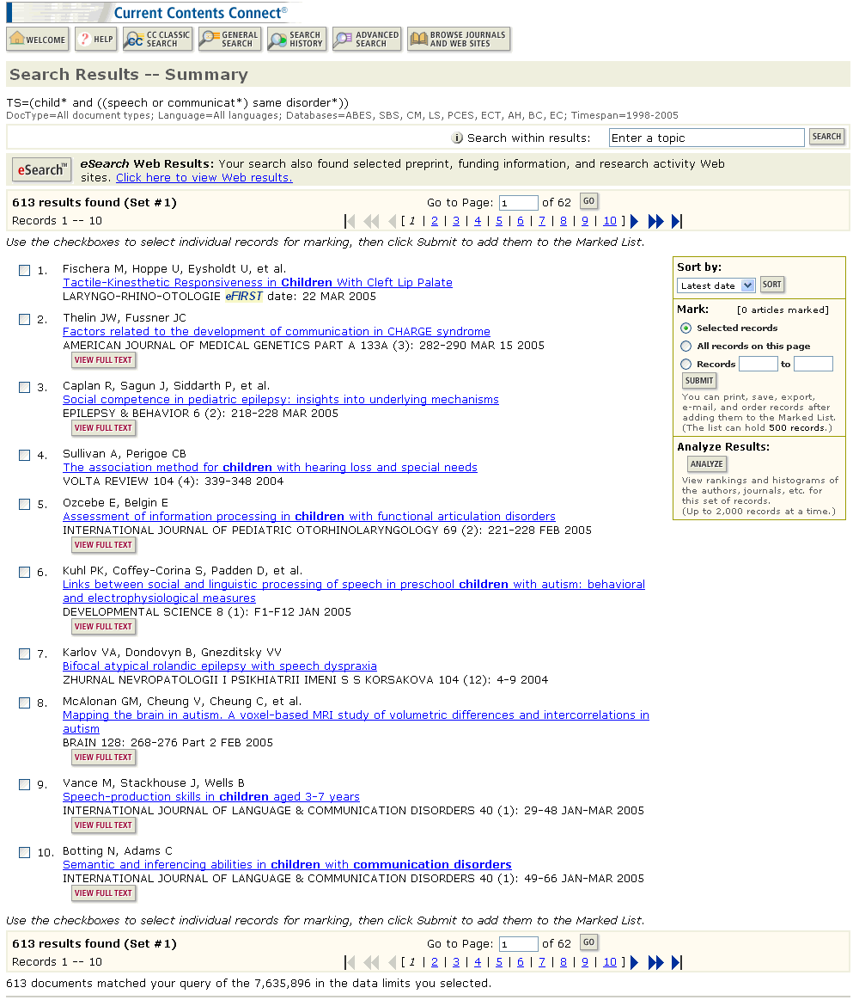 Current Contents Connect®
WELCOME
? HELP
CC CLASSIC SEARCH
GENERAL SEARCH
SEARCH HISTORY
ADVANCED SEARCH
BROWSE JOURNALS AND WEB SITES
Search Results -- Summary
TS=(child* and ((speech or communicat*) same disorder*))
DocType=All document types; Language=All languages; Databases=ABES, SBS, CM, LS, PCES, ECT, AH, BC, EC; Timespan=1998-2005
i Search within results: Enter a topic SEARCH
eSearch™ eSearch Web Results: Your search also found selected preprint, funding information, and research activity Web
sites. Click here to view Web results.
613 results found (Set #1) Go to Page: 1 of 62 GO
Records 1 -- 10 [ 1 | 2 | 3 | 4 | 5 | 6 | 7 | 8 | 9 | 10 ]
Use the checkboxes to select individual records for marking, then click Submit to add them to the Marked List.
1. Fischera M, Hoppe U, Eysholdt U, et al.
Tactile-Kinesthetic Responsiveness in Children With Cleft Lip Palate
LARYNGO-RHINO-OTOLOGIE eFIRST date: 22 MAR 2005
2. Thelin JW, Fussner JC
Factors related to the development of communication in CHARGE syndrome
AMERICAN JOURNAL OF MEDICAL GENETICS PART A 133A (3): 282-290 MAR 15 2005
VIEW FULL TEXT
3. Caplan R, Sagun J, Siddarth P, et al.
Social competence in pediatric epilepsy: insights into underlying mechanisms
EPILEPSY & BEHAVIOR 6 (2): 218-228 MAR 2005
VIEW FULL TEXT
4. Sullivan A, Perigoe CB
The association method for children with hearing loss and special needs
VOLTA REVIEW 104 (4): 339-348 2004
5. Ozcebe E, Belgin E
Assessment of information processing in children with functional articulation disorders
INTERNATIONAL JOURNAL OF PEDIATRIC OTORHINOLARYNGOLOGY 69 (2): 221-228 FEB 2005
VIEW FULL TEXT
6. Kuhl PK, Coffey-Corina S, Padden D, et al.
Links between social and linguistic processing of speech in preschool children with autism: behavioral
and electrophysiological measures
DEVELOPMENTAL SCIENCE 8 (1): F1-F12 JAN 2005
VIEW FULL TEXT
7. Karlov VA, Dondovyn B, Gnezditsky VV
Bifocal atypical rolandic epilepsy with speech dyspraxia
ZHURNAL NEVROPATOLOGII I PSIKHIATRII IMENI S S KORSAKOVA 104 (12): 4-9 2004
8. McAlonan GM, Cheung V, Cheung C, et al.
Mapping the brain in autism. A voxel-based MRI study of volumetric differences and intercorrelations in
autism
BRAIN 128: 268-276 Part 2 FEB 2005
VIEW FULL TEXT
9. Vance M, Stackhouse J, Wells B
Speech-production skills in children aged 3-7 years
INTERNATIONAL JOURNAL OF LANGUAGE & COMMUNICATION DISORDERS 40 (1): 29-48 JAN-MAR 2005
VIEW FULL TEXT
10. Botting N, Adams C
Semantic and inferencing abilities in children with communication disorders
INTERNATIONAL JOURNAL OF LANGUAGE & COMMUNICATION DISORDERS 40 (1): 49-66 JAN-MAR 2005
VIEW FULL TEXT
Sort by:
Latest date SORT
Mark: [0 articles marked]
Selected records
All records on this page
Records to
SUBMIT
You can print, save, export,
e-mail, and order records after
adding them to the Marked List.
(The list can hold 500 records.)
Analyze Results:
ANALYZE
View rankings and histograms of
the authors, journals, etc. for
this set of records.
(Up to 2,000 records at a time.)
Use the checkboxes to select individual records for marking, then click Submit to add them to the Marked List.
613 results found (Set #1) Go to Page: 1 of 62 GO
Records 1 -- 10 [ 1 | 2 | 3 | 4 | 5 | 6 | 7 | 8 | 9 | 10 ]
613 documents matched your query of the 7,635,896 in the data limits you selected.